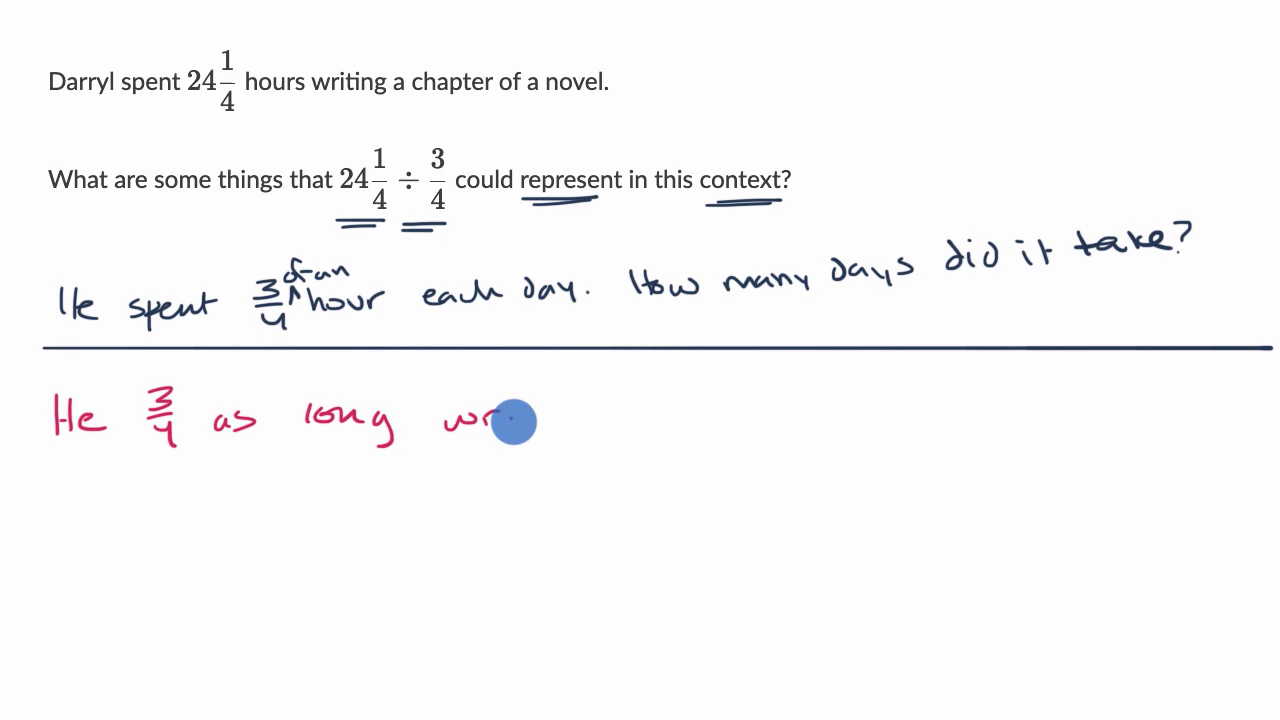 Darryl spent 24 1/4 hours writing a chapter of a novel.
What are some things that 24 1/4 ÷ 3/4 could represent in this context?
He spent 3/4 of an hour each day. How many days did it take?
He 3/4 as long wr